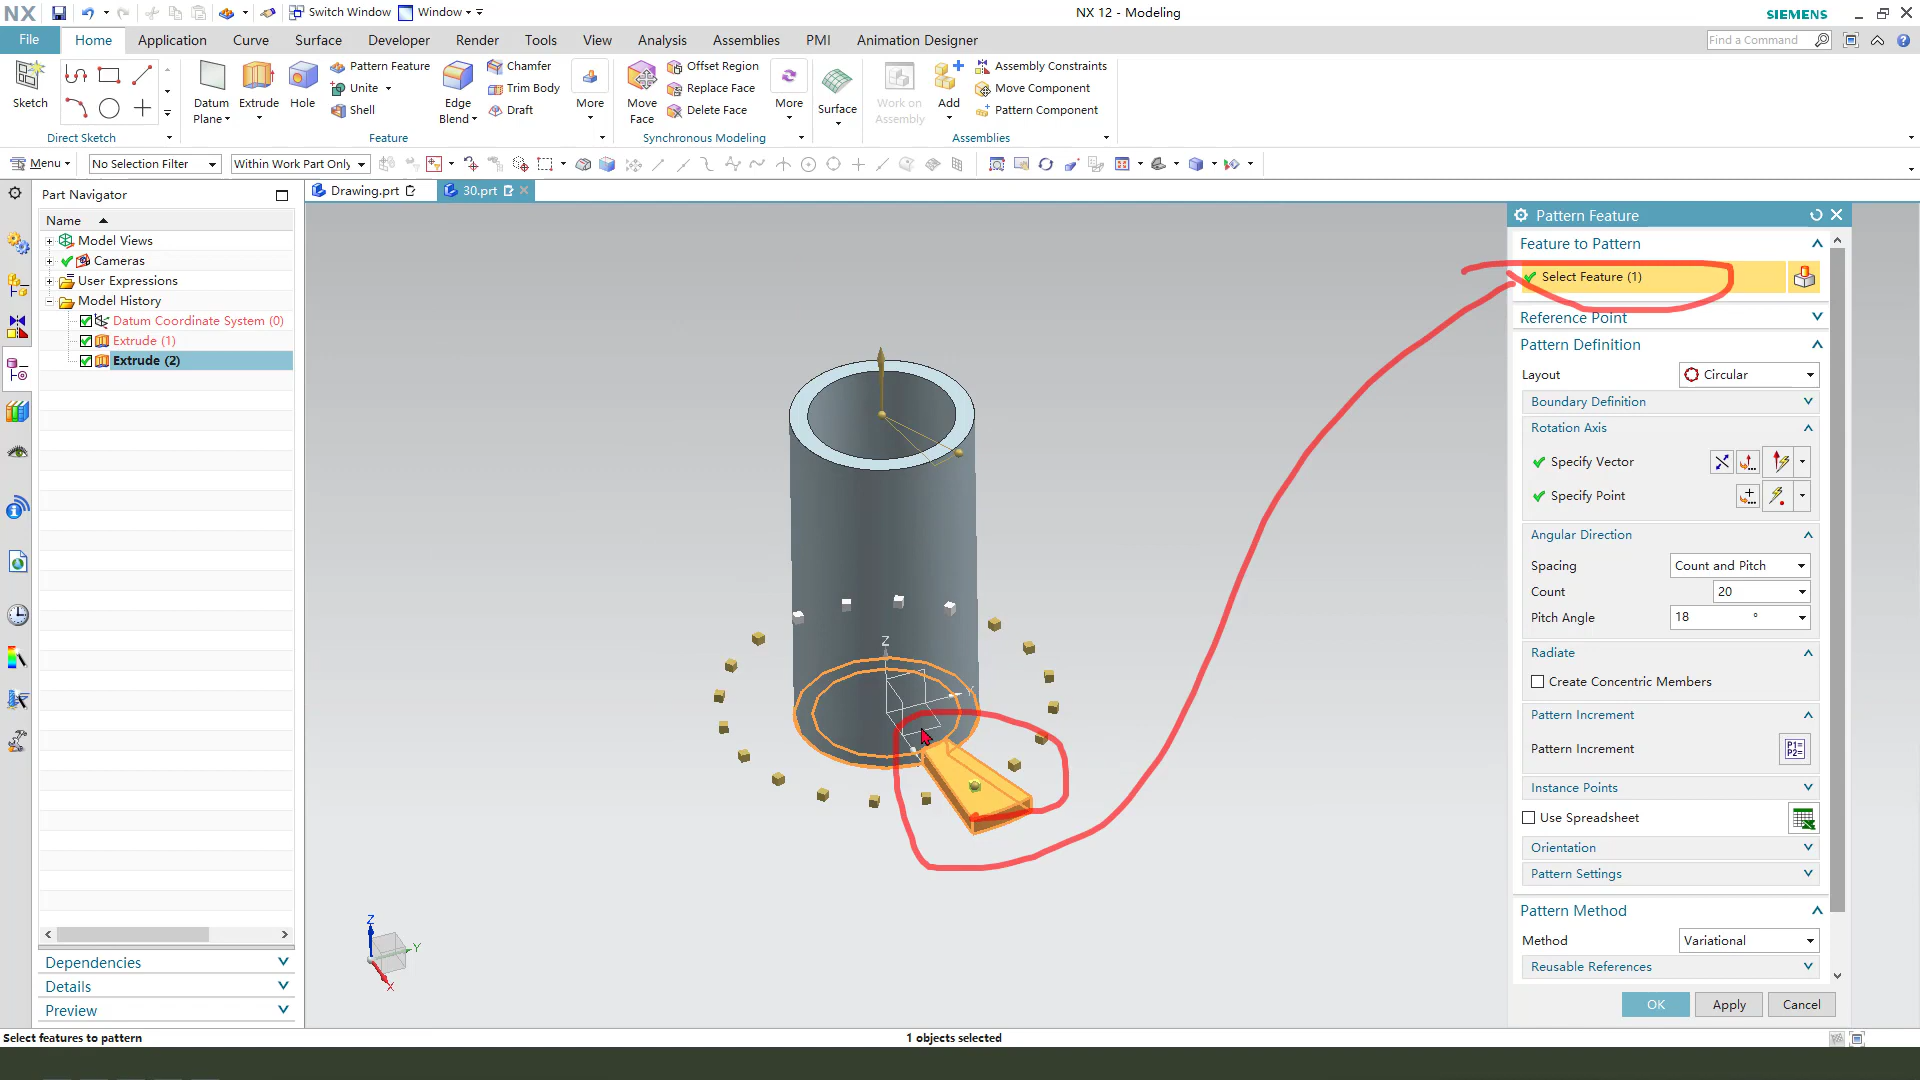 NX
Switch Window
Window
NX 12 - Modeling
SIEMENS
File
Home
Application
Curve
Surface
Developer
Render
Tools
View
Analysis
Assemblies
PMI
Animation Designer
Find a Command
Sketch
Direct Sketch
Datum
Plane
Extrude
Hole
Pattern Feature
Unite
Shell
Edge
Blend
Chamfer
Trim Body
Draft
More
Feature
Move
Face
Offset Region
Replace Face
Delete Face
More
Synchronous Modeling
Surface
Work on
Assembly
Add
Assembly Constraints
Move Component
Pattern Component
Assemblies
Menu
No Selection Filter
Within Work Part Only
Part Navigator
Drawing.prt
30.prt
Name
Model Views
Cameras
User Expressions
Model History
Datum Coordinate System (0)
Extrude (1)
Extrude (2)
Dependencies
Details
Preview
Z
Y
Z
Y
X
Pattern Feature
Feature to Pattern
Select Feature (1)
Reference Point
Pattern Definition
Layout
Circular
Boundary Definition
Rotation Axis
Specify Vector
Specify Point
Angular Direction
Spacing
Count and Pitch
Count
20
Pitch Angle
18 °
Radiate
Create Concentric Members
Pattern Increment
Pattern Increment
P1=
P2=
Instance Points
Use Spreadsheet
Orientation
Pattern Settings
Pattern Method
Method
Variational
Reusable References
OK
Apply
Cancel
Select features to pattern
1 objects selected